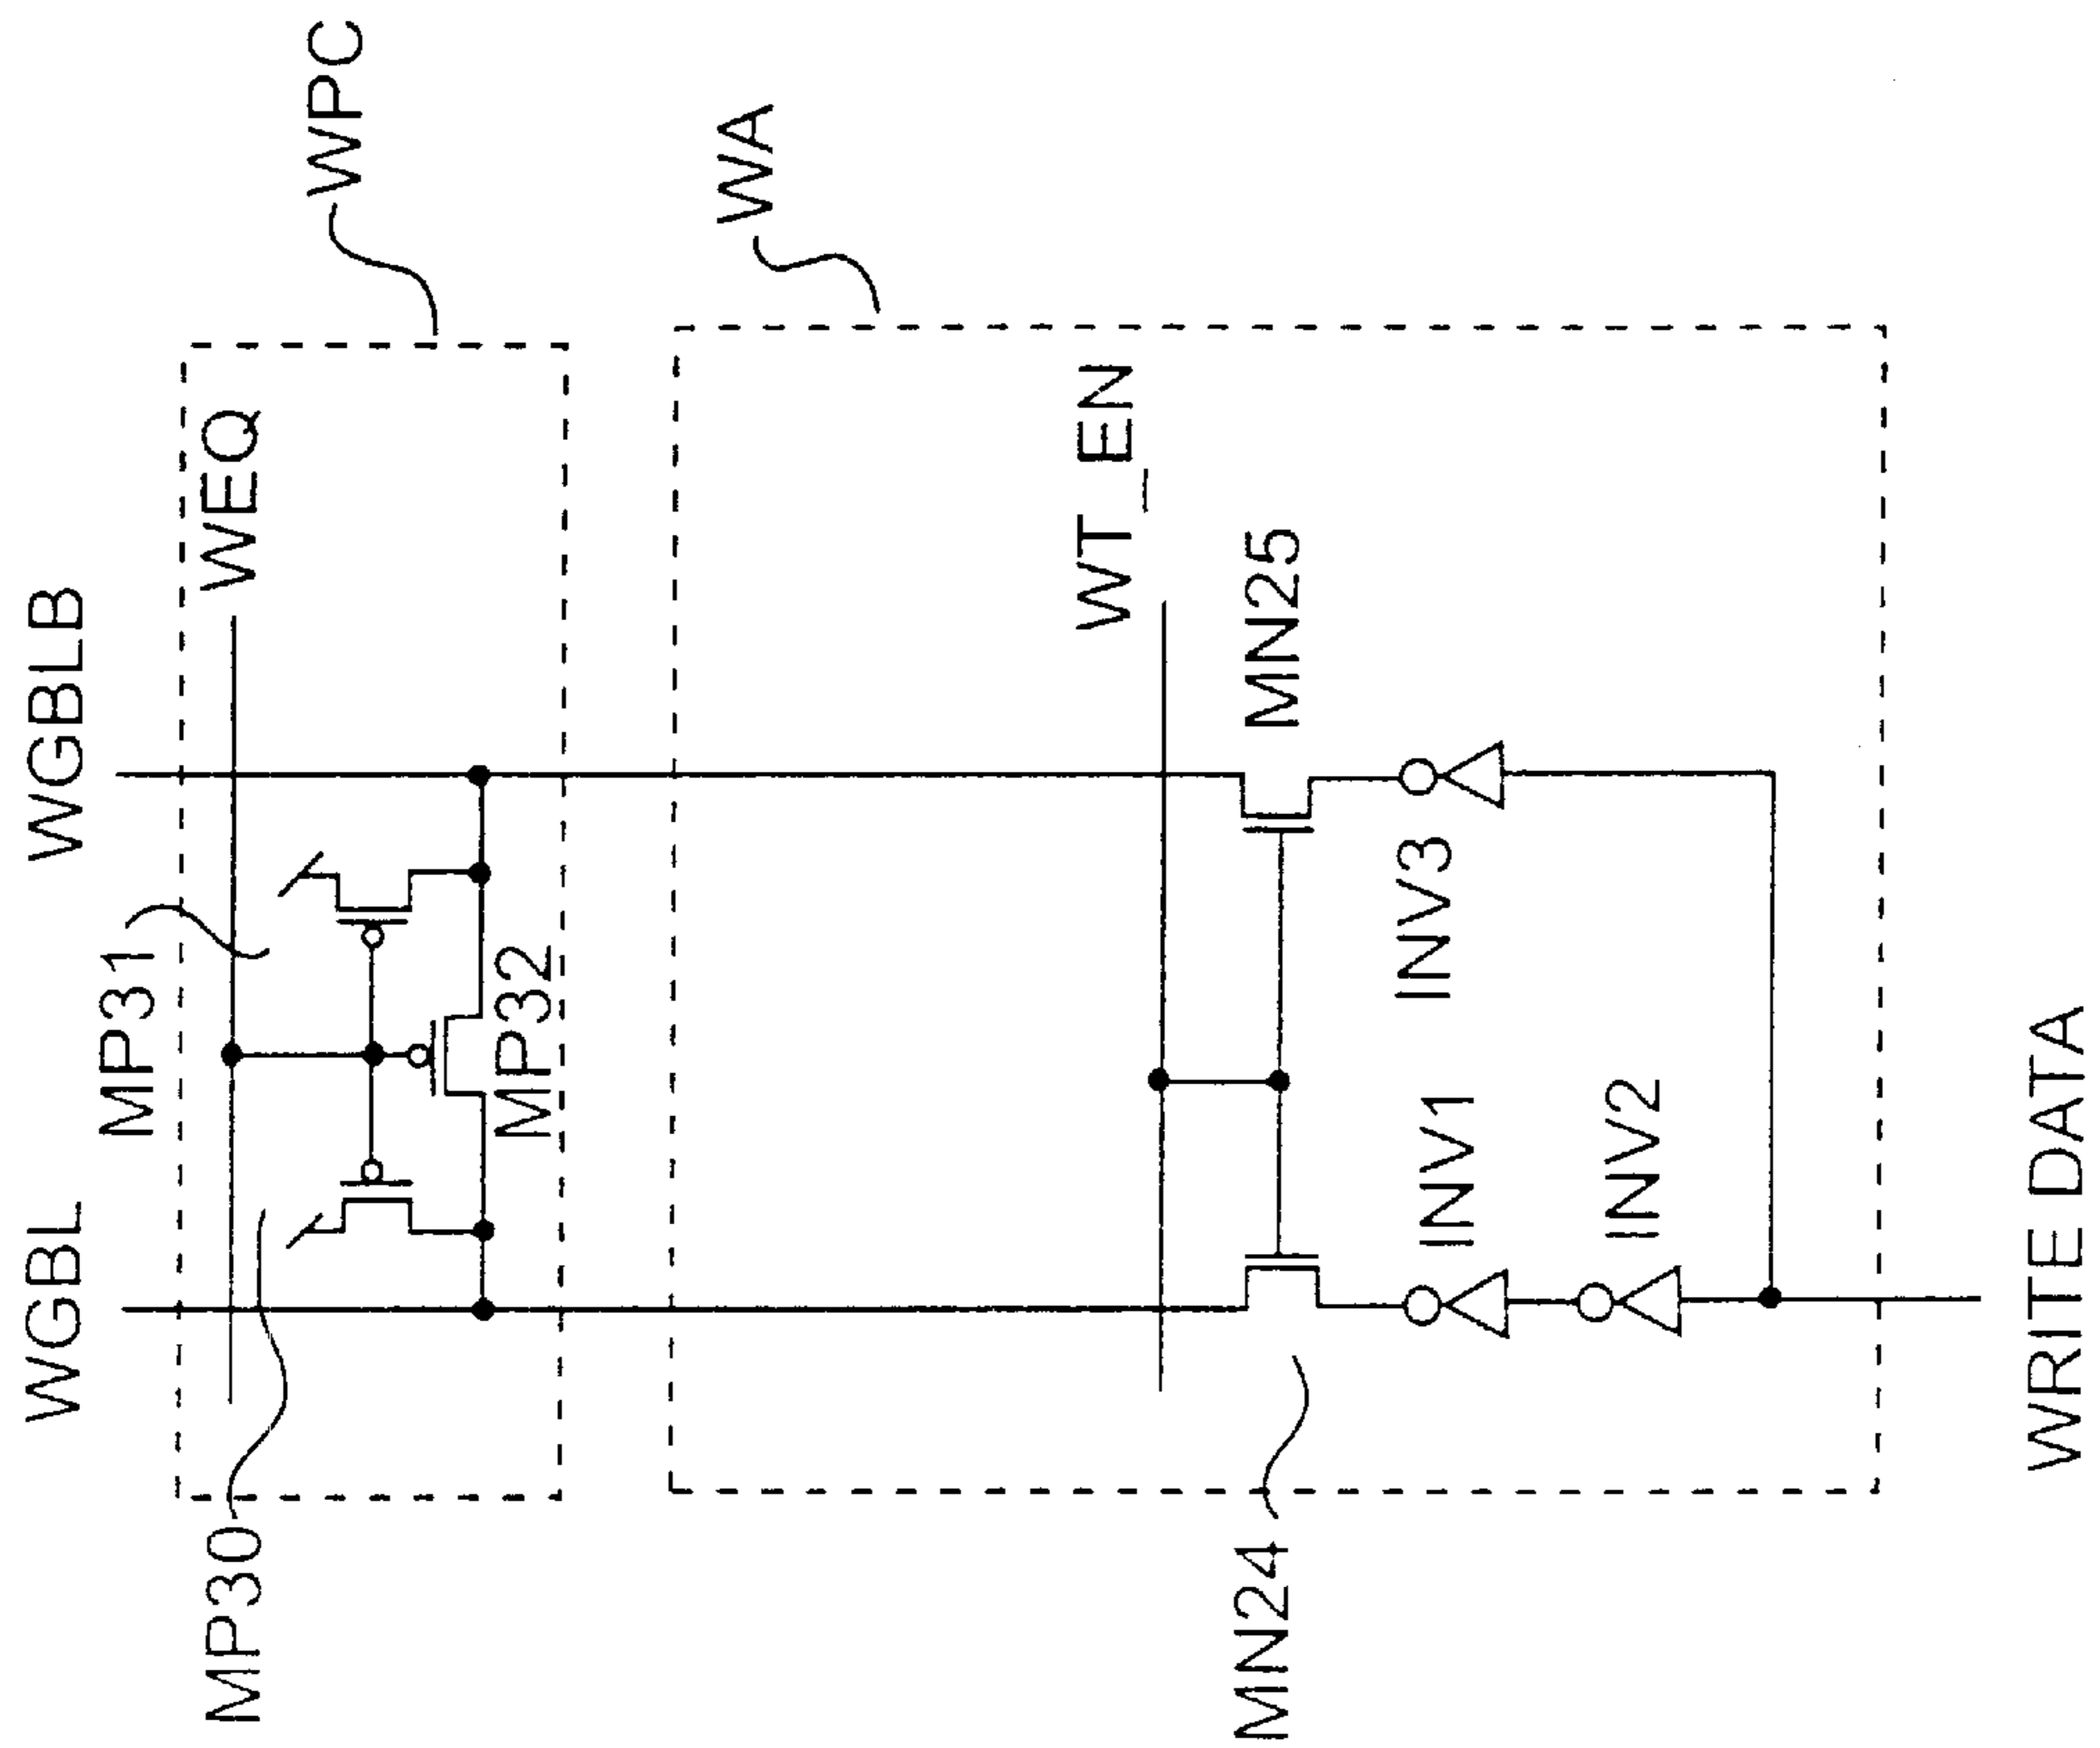 WPC
WA
WGBL
WGBLB
WEQ
MP31
MP30
MP32
WT_EN
MN24
MN25
INV1
INV3
INV2
WRITE DATA